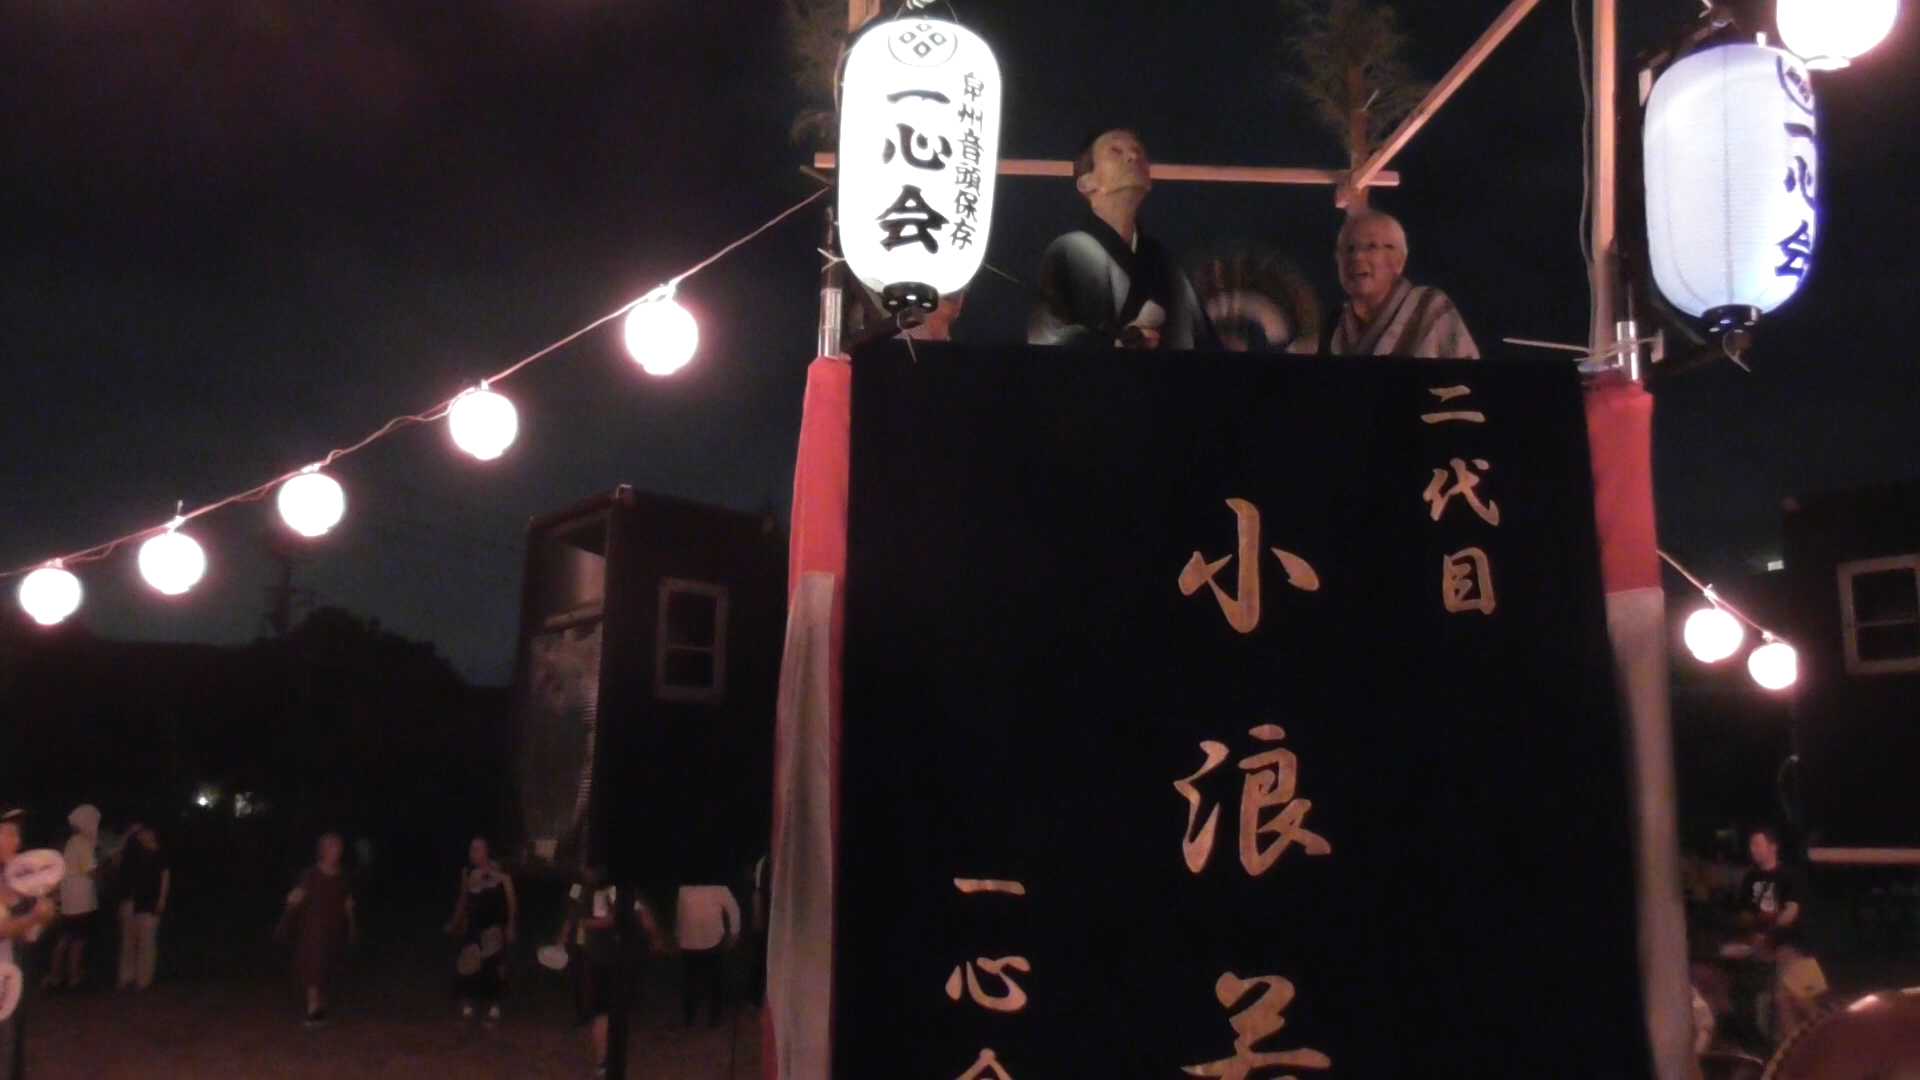 泉州音頭保存
一心会
一心会
二代目
小浪
一心会